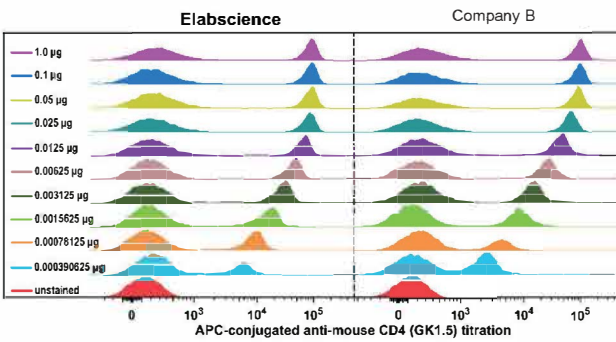 Elabscience Company B
1.0 µg
0.1 µg
0.05 µg
0.025 µg
0.0125 µg
0.00625 µg
0.003125 µg
0.0015625 µg
0.00078125 µg
0.000390625 µg
unstained
0 10³ 10⁴ 10⁵ 0 10³ 10⁴ 10⁵
APC-conjugated anti-mouse CD4 (GK1.5) titration